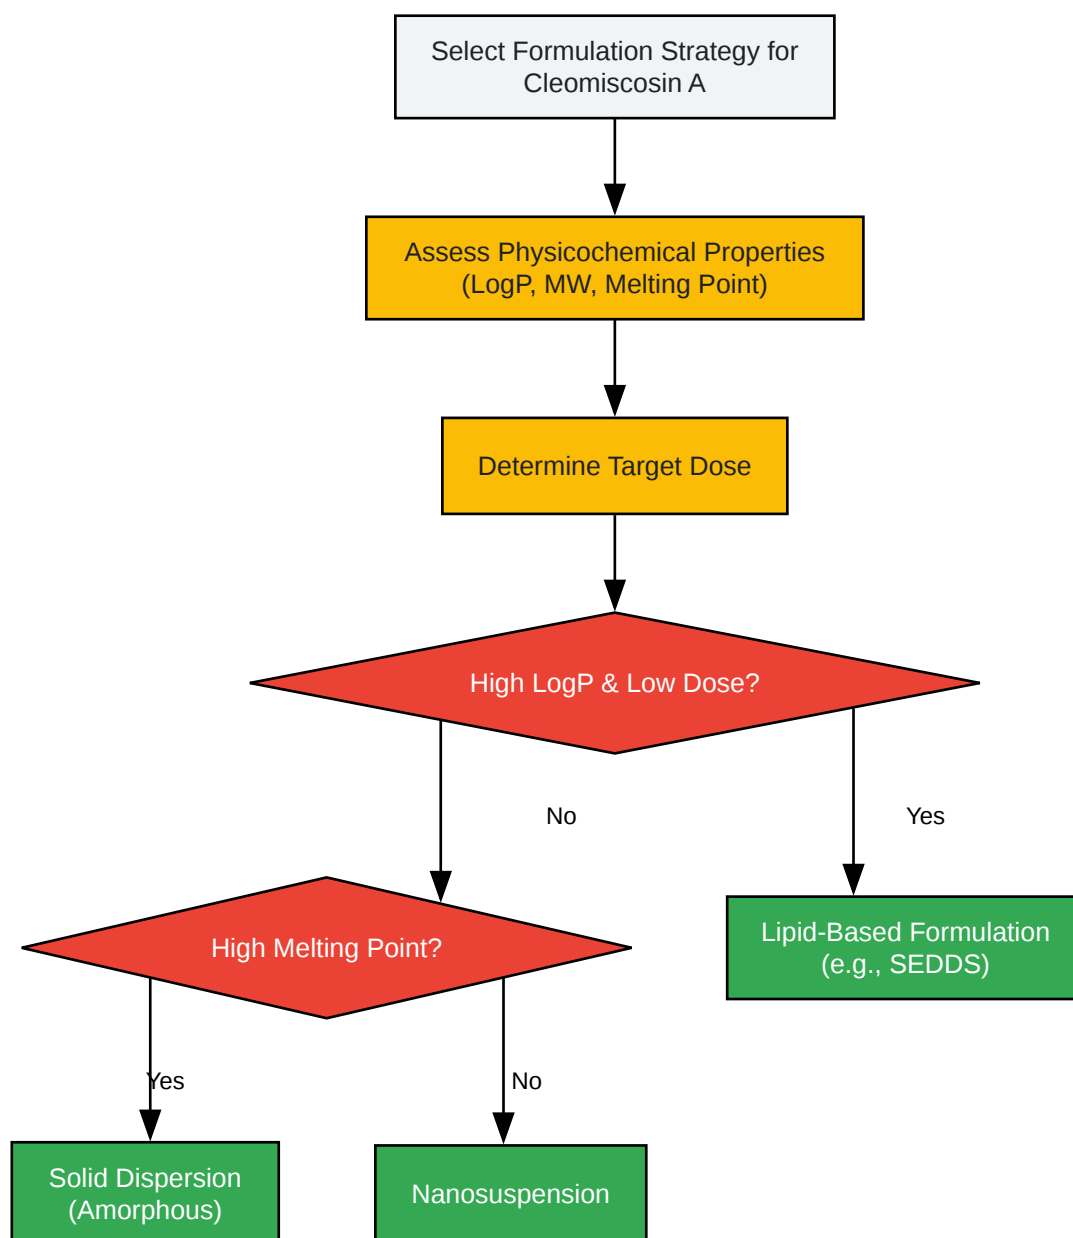 Select Formulation Strategy for
Cleomiscosin A
Assess Physicochemical Properties
(LogP, MW, Melting Point)
Determine Target Dose
High LogP & Low Dose?
No
Yes
High Melting Point?
Lipid-Based Formulation
(e.g., SEDDS)
Yes
No
Solid Dispersion
(Amorphous)
Nanosuspension